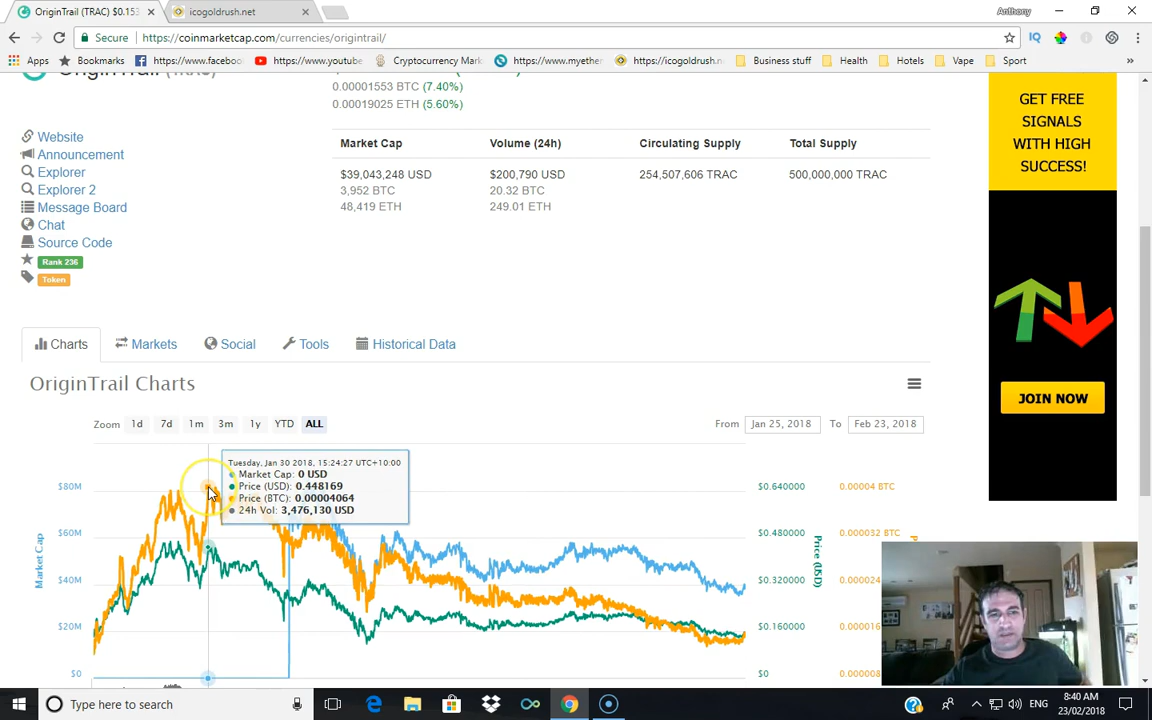 OriginTrail (TRAC) $0.153
icogoldrush.net
Anthony
Secure
https://coinmarketcap.com/currencies/origintrail/
Apps
Bookmarks
https://www.faceboo
https://www.youtube
Cryptocurrency Mark
https://www.myether
https://icogoldrush.n
Business stuff
Health
Hotels
Vape
Sport
OriginTrail (TRAC)
0.00001553 BTC (7.40%)
0.00019025 ETH (5.60%)
Website
Announcement
Explorer
Explorer 2
Message Board
Chat
Source Code
Rank 236
Token
Market Cap
Volume (24h)
Circulating Supply
Total Supply
$39,043,248 USD
$200,790 USD
254,507,606 TRAC
500,000,000 TRAC
3,952 BTC
20.32 BTC
48,419 ETH
249.01 ETH
GET FREE
SIGNALS
WITH HIGH
SUCCESS!
JOIN NOW
Charts
Markets
Social
Tools
Historical Data
OriginTrail Charts
Zoom 1d 7d 1m 3m 1y YTD ALL
From Jan 25, 2018 To Feb 23, 2018
Tuesday, Jan 30 2018, 15:24:27 UTC+10:00
Market Cap: 0 USD
Price (USD): 0.448169
Price (BTC): 0.00004064
24h Vol: 3,476,130 USD
$80M
$60M
$40M
$20M
$0
Market Cap
$0.640000
$0.480000
$0.320000
$0.160000
$0
Price (USD)
0.00004 BTC
0.000032
0.000024
0.000016
0.000008
Type here to search
ENG
8:40 AM
23/02/2018